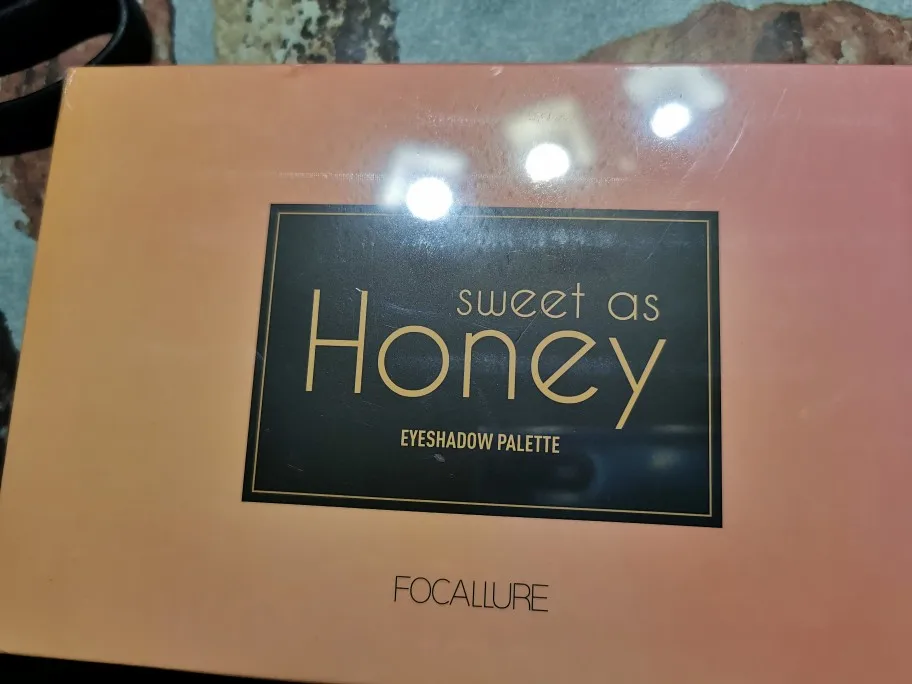 sweet as
Honey
EYESHADOW PALETTE
FOCALLURE